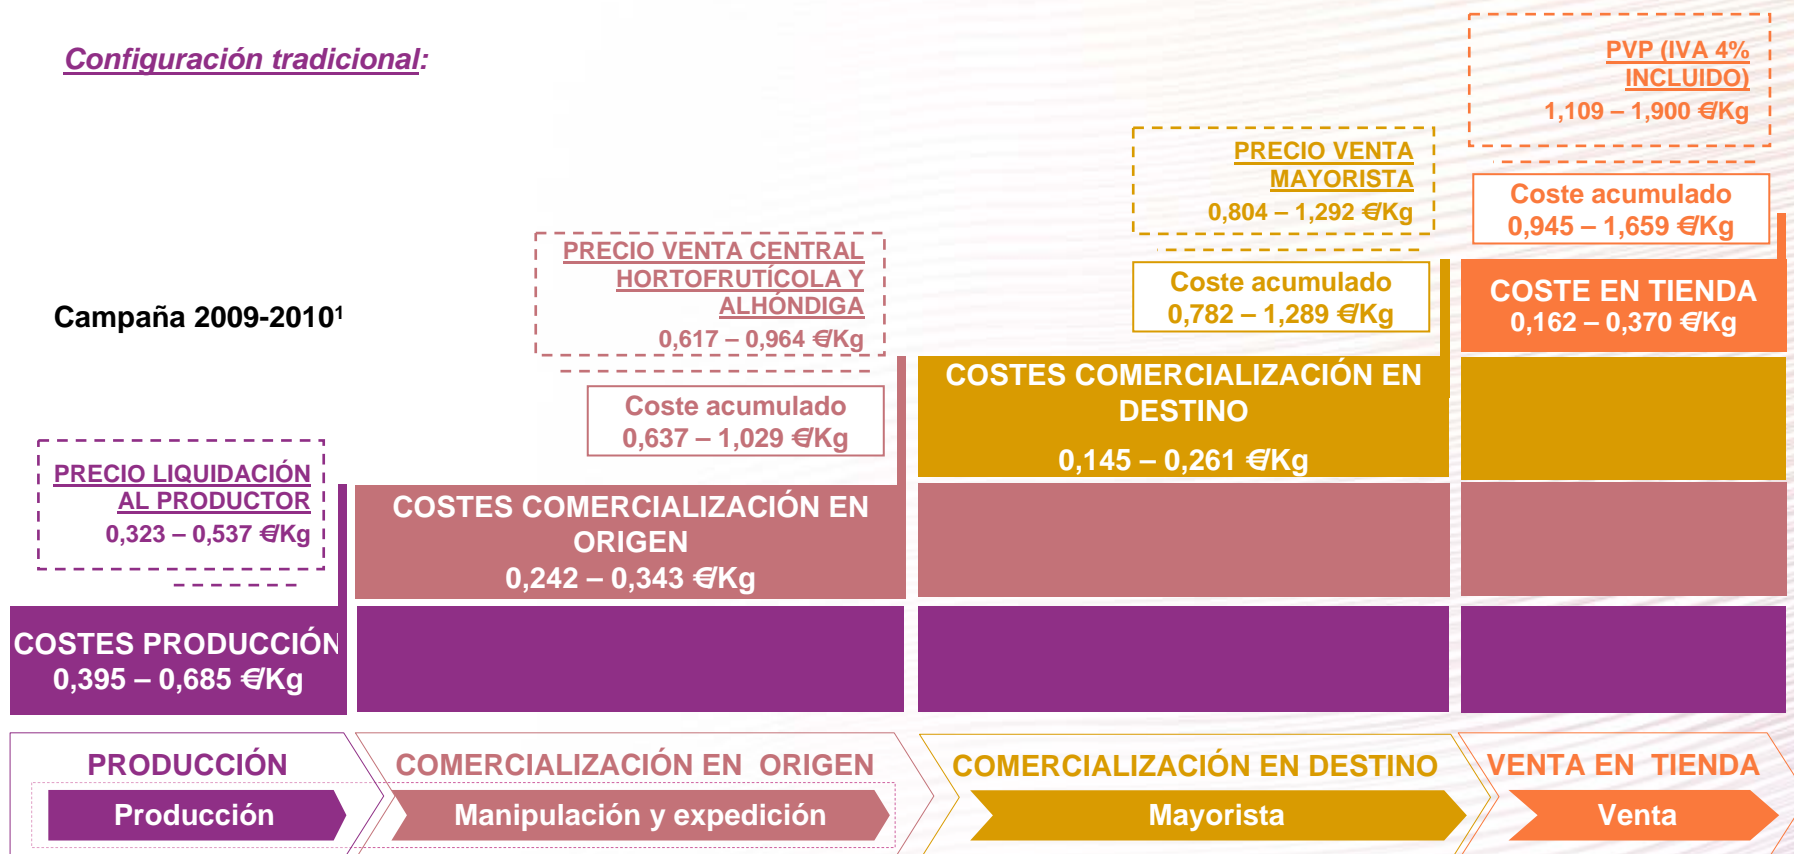 Configuración tradicional:
Campaña 2009-2010¹
PRECIO LIQUIDACIÓN
AL PRODUCTOR
0,323 – 0,537 €/Kg
COSTES PRODUCCIÓN
0,395 – 0,685 €/Kg
PRECIO VENTA CENTRAL
HORTOFRUTÍCOLA Y
ALHÓNDIGA
0,617 – 0,964 €/Kg
Coste acumulado
0,637 – 1,029 €/Kg
COSTES COMERCIALIZACIÓN EN
ORIGEN
0,242 – 0,343 €/Kg
PRECIO VENTA
MAYORISTA
0,804 – 1,292 €/Kg
Coste acumulado
0,782 – 1,289 €/Kg
COSTES COMERCIALIZACIÓN EN
DESTINO
0,145 – 0,261 €/Kg
PVP (IVA 4%
INCLUIDO)
1,109 – 1,900 €/Kg
Coste acumulado
0,945 – 1,659 €/Kg
COSTE EN TIENDA
0,162 – 0,370 €/Kg
PRODUCCIÓN
Producción
COMERCIALIZACIÓN EN ORIGEN
Manipulación y expedición
COMERCIALIZACIÓN EN DESTINO
Mayorista
VENTA EN TIENDA
Venta